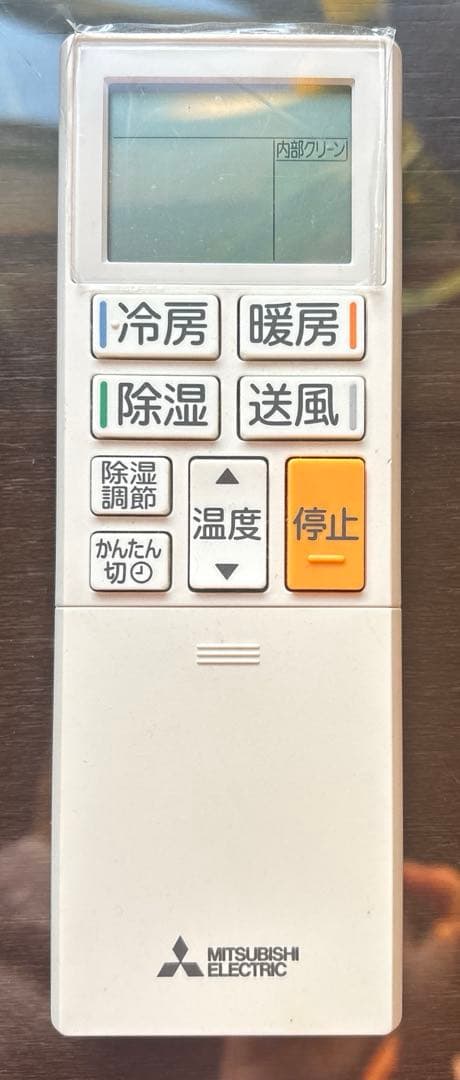 内部クリーン
冷房
暖房
除湿
送風
除湿
調節
温度
停止
かんたん
切
MITSUBISHI
ELECTRIC